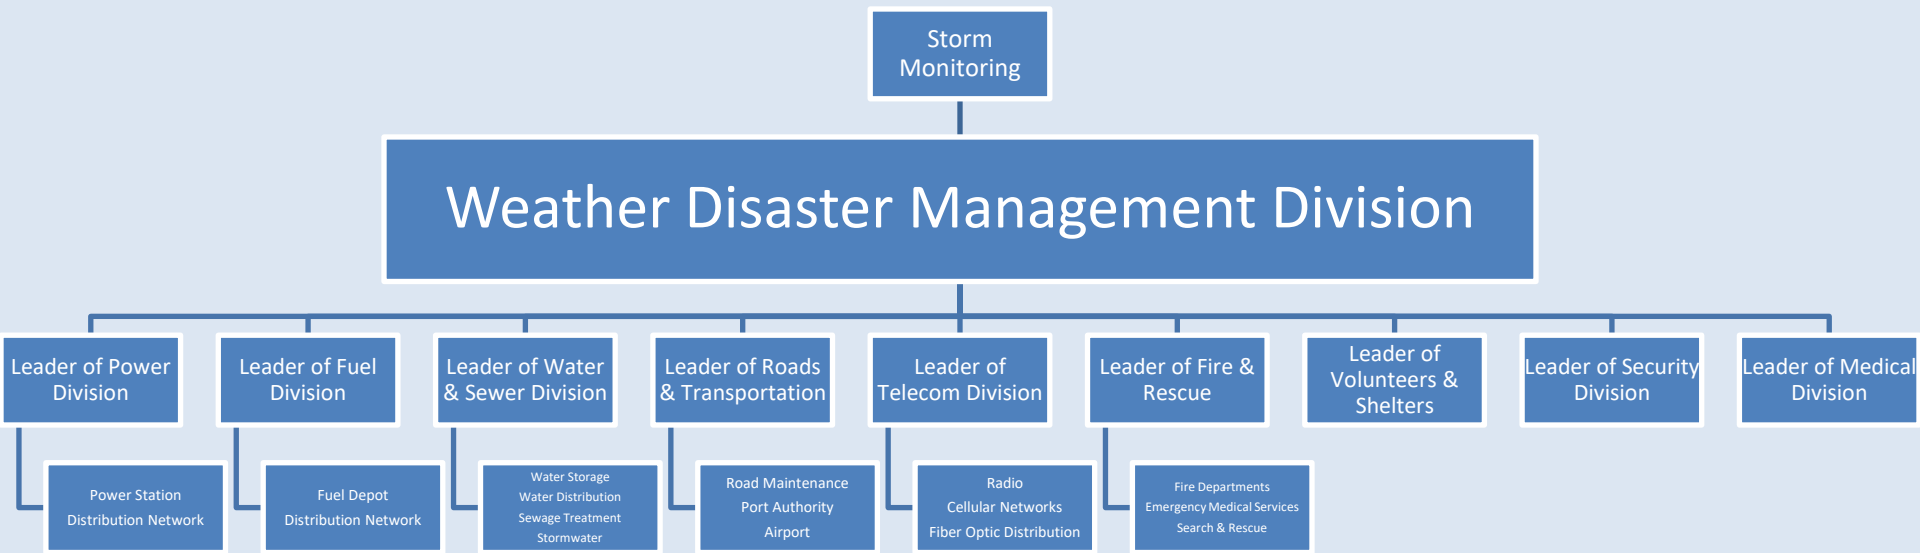 Storm
Monitoring
Weather Disaster Management Division
Leader of Power
Division
Leader of Fuel
Division
Leader of Water
& Sewer Division
Leader of Roads
& Transportation
Leader of
Telecom Division
Leader of Fire &
Rescue
Leader of
Volunteers &
Shelters
Leader of Security
Division
Leader of Medical
Division
Power Station
Distribution Network
Fuel Depot
Distribution Network
Water Storage
Water Distribution
Sewage Treatment
Stormwater
Road Maintenance
Port Authority
Airport
Radio
Cellular Networks
Fiber Optic Distribution
Fire Departments
Emergency Medical Services
Search & Rescue